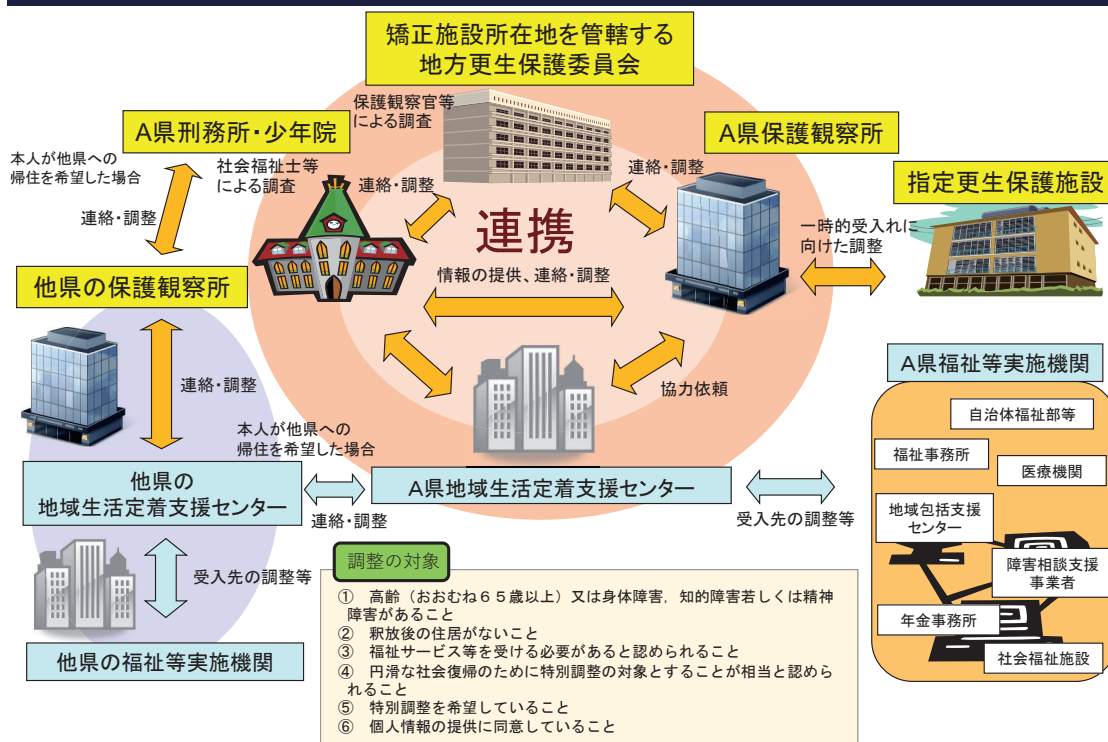 矯正施設所在地を管轄する
地方更生保護委員会
保護観察官等
による調査
A県刑務所・少年院
A県保護観察所
本人が他県への
帰住を希望した場合
社会福祉士等
による調査
連絡・調整
連絡・調整
指定更生保護施設
連絡・調整
連携
一時的受入れに
向けた調整
情報の提供、連絡・調整
他県の保護観察所
A県福祉等実施機関
連絡・調整
協力依頼
自治体福祉部等
本人が他県への
帰住を希望した場合
福祉事務所
医療機関
他県の
地域生活定着支援センター
A県地域生活定着支援センター
地域包括支援
センター
連絡・調整
受入先の調整等
障害相談支援
事業者
調整の対象
受入先の調整等
① 高齢(おおむね65歳以上)又は身体障害,知的障害若しくは精神
障害があること
② 釈放後の住居がないこと
③ 福祉サービス等を受ける必要があると認められること
④ 円滑な社会復帰のために特別調整の対象とすることが相当と認めら
れること
⑤ 特別調整を希望していること
⑥ 個人情報の提供に同意していること
年金事務所
社会福祉施設
他県の福祉等実施機関